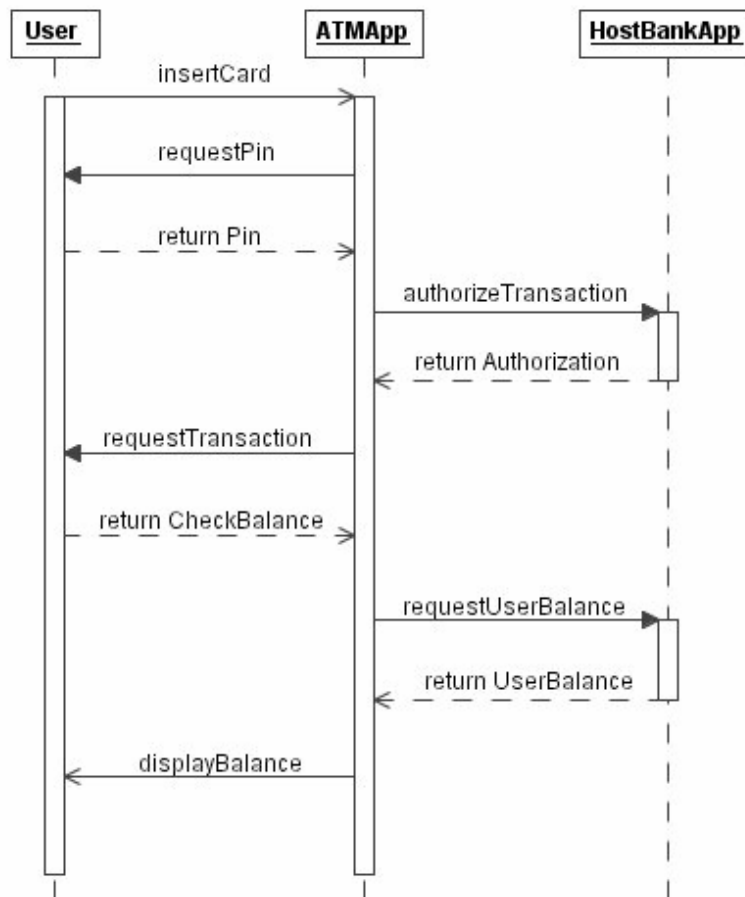 User
ATMApp
HostBankApp
insertCard
requestPin
return Pin
authorizeTransaction
return Authorization
requestTransaction
return CheckBalance
requestUserBalance
return UserBalance
displayBalance